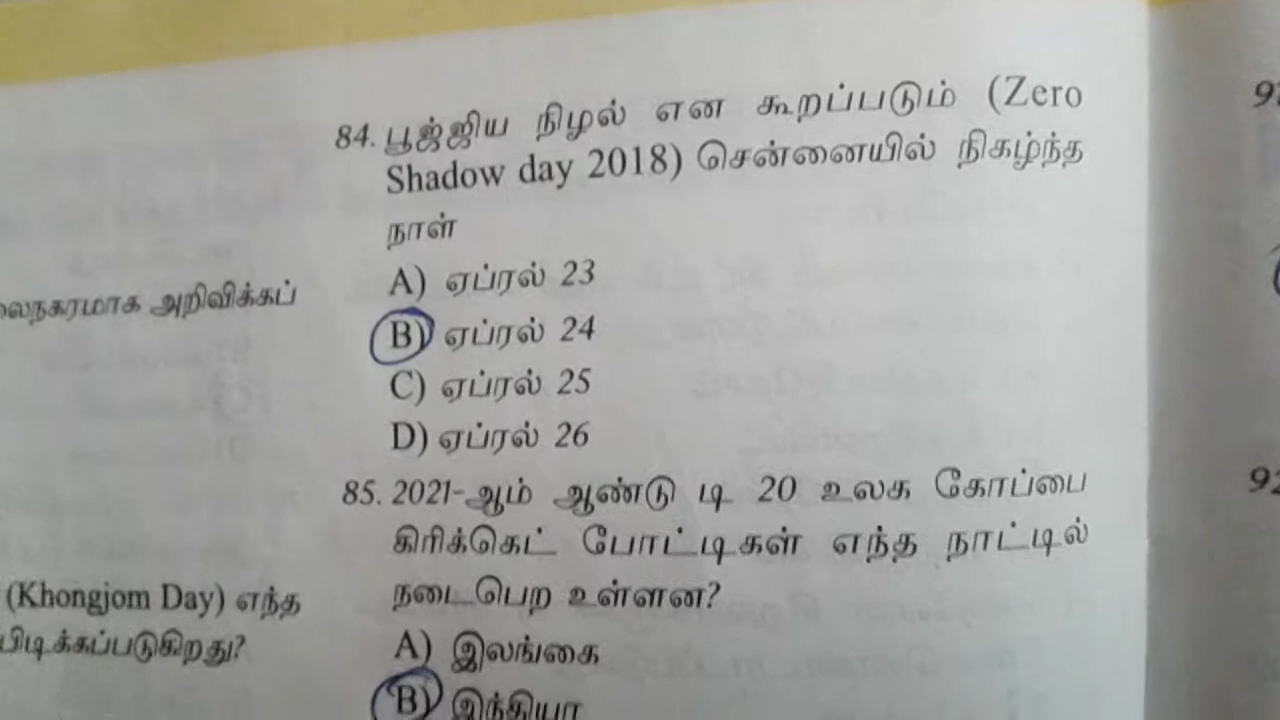 84. பூஜ்ஜிய நிழல் என கூறப்படும் (Zero
Shadow day 2018) சென்னையில் நிகழ்ந்த
நாள்
A) ஏப்ரல் 23
B) ஏப்ரல் 24
C) ஏப்ரல் 25
D) ஏப்ரல் 26
85. 2021-ஆம் ஆண்டு டி 20 உலக கோப்பை
கிரிக்கெட் போட்டிகள் எந்த நாட்டில்
நடைபெற உள்ளன?
A) இலங்கை
B) இந்தியா
லைநகரமாக அறிவிக்கப்
(Khongjom Day) எந்த
பிடிக்கப்படுகிறது?